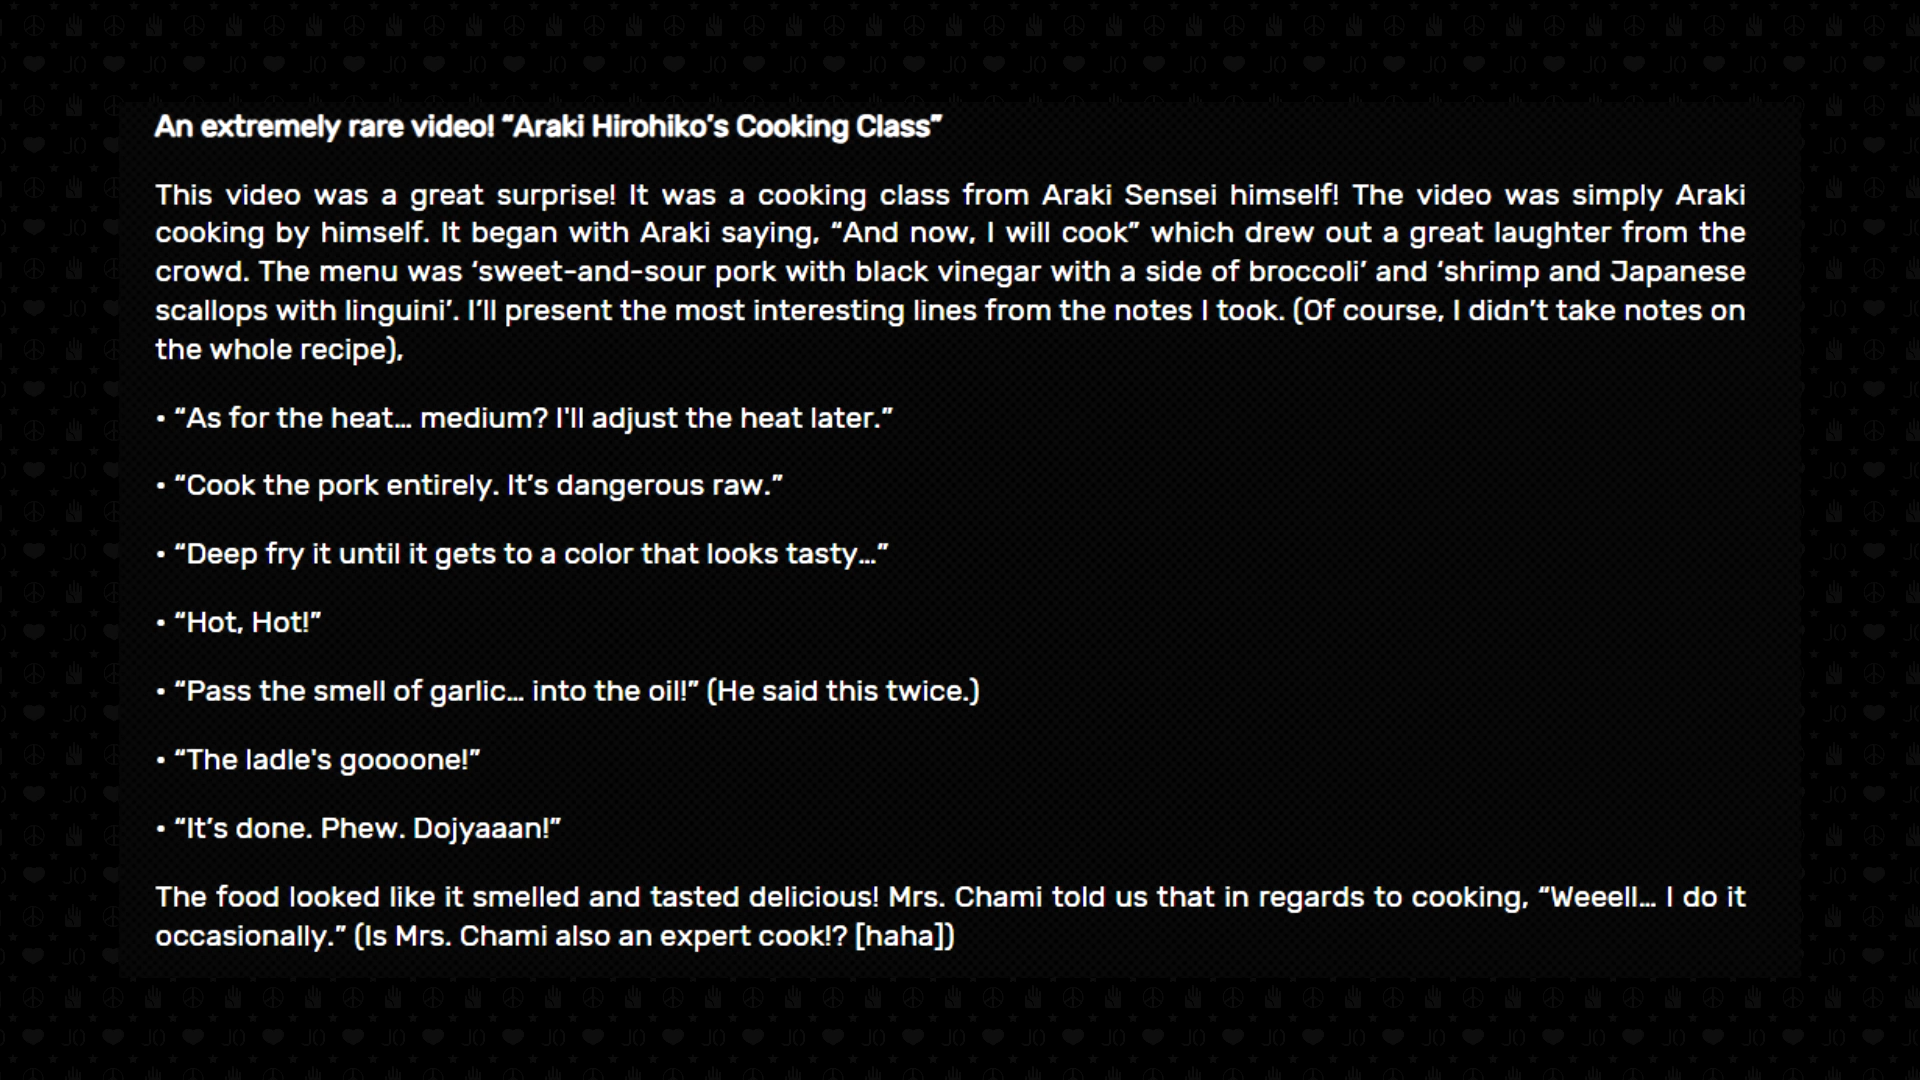 An extremely rare video! “Araki Hirohiko’s Cooking Class”
This video was a great surprise! It was a cooking class from Araki Sensei himself! The video was simply Araki
cooking by himself. It began with Araki saying, “And now, I will cook” which drew out a great laughter from the
crowd. The menu was ‘sweet-and-sour pork with black vinegar with a side of broccoli’ and ‘shrimp and Japanese
scallops with linguini’. I’ll present the most interesting lines from the notes I took. (Of course, I didn’t take notes on
the whole recipe),
• “As for the heat... medium? I'll adjust the heat later.”
• “Cook the pork entirely. It’s dangerous raw.”
• “Deep fry it until it gets to a color that looks tasty...”
• “Hot, Hot!”
• “Pass the smell of garlic... into the oil!” (He said this twice.)
• “The ladle's goooone!”
• “It’s done. Phew. Dojyaaan!”
The food looked like it smelled and tasted delicious! Mrs. Chami told us that in regards to cooking, “Weeell... I do it
occasionally.” (Is Mrs. Chami also an expert cook!? [haha])